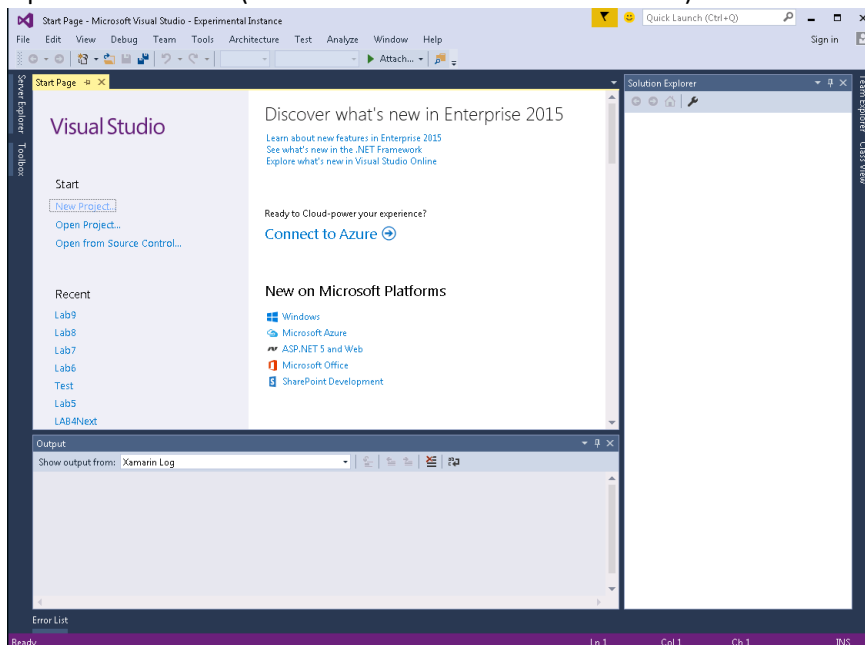 Start Page - Microsoft Visual Studio - Experimental Instance
Quick Launch (Ctrl+Q)
File Edit View Debug Team Tools Architecture Test Analyze Window Help
Sign in
Attach...
Server Explorer
Toolbox
Start Page
Solution Explorer
Team Explorer
Class View
Visual Studio
Discover what's new in Enterprise 2015
Learn about new features in Enterprise 2015
See what's new in the .NET Framework
Explore what's new in Visual Studio Online
Start
New Project...
Open Project...
Open from Source Control...
Ready to Cloud-power your experience?
Connect to Azure
Recent
Lab9
Lab8
Lab7
Lab6
Test
Lab5
LAB4Next
New on Microsoft Platforms
Windows
Microsoft Azure
ASP.NET 5 and Web
Microsoft Office
SharePoint Development
Output
Show output from: Xamarin Log
Error List
Ready
Ln 1 Col 1 Ch 1 INS